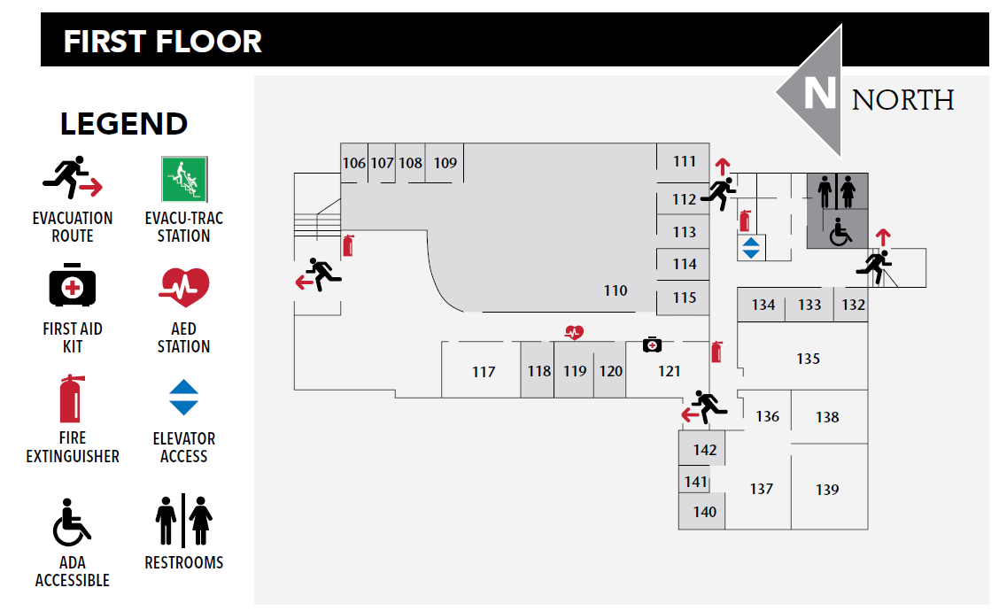 FIRST FLOOR
N NORTH
LEGEND
EVACUATION
ROUTE
EVACU-TRAC
STATION
FIRST AID
KIT
AED
STATION
FIRE
EXTINGUISHER
ELEVATOR
ACCESS
ADA
ACCESSIBLE
RESTROOMS
106 107 108 109
111
112
113
114
115
110
134 133 132
117 118 119 120 121
135
136 138
142
141
140
137 139